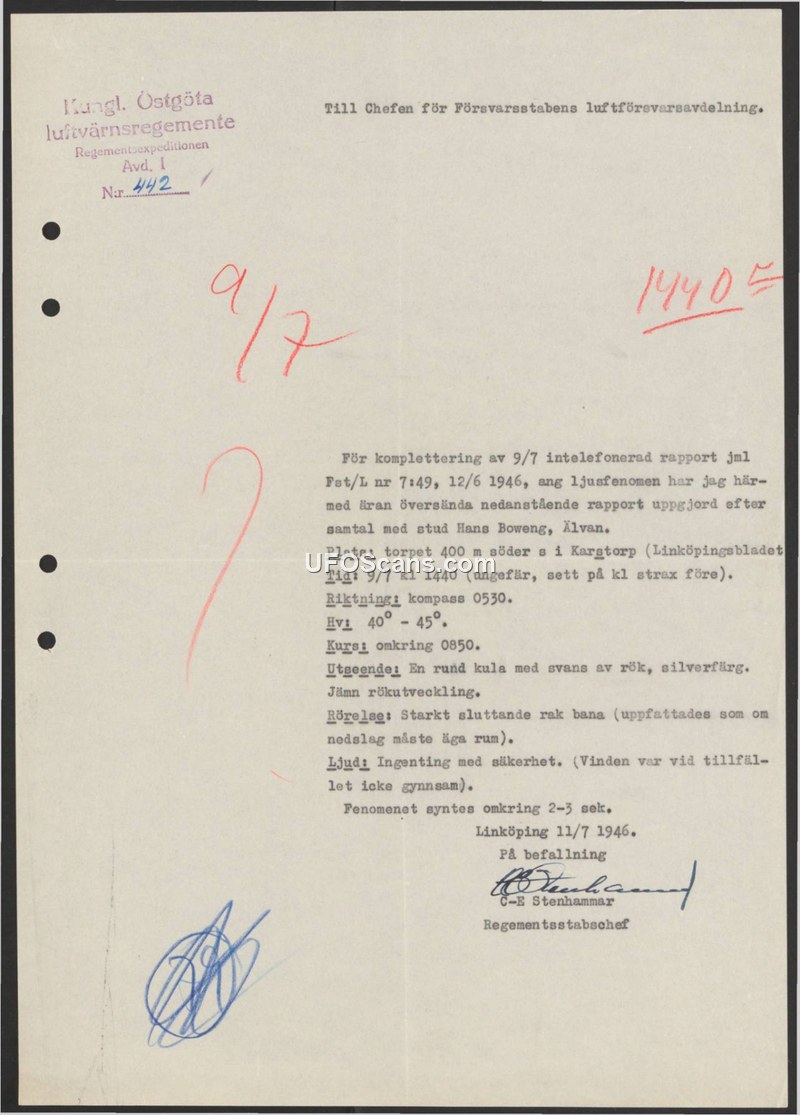 Kungl. Östgöta
luftvärnsregemente
Regementsexpeditionen
Avd. I
N:r 442
Till Chefen för Försvarsstabens luftförsvarsavdelning.
9/7
1440
För komplettering av 9/7 intelefonerad rapport jml
Fst/L nr 7:49, 12/6 1946, ang ljusfenomen har jag här-
med äran översända nedanstående rapport uppgjord efter
samtal med stud Hans Boweng, Älvan.
Plats: torpet 400 m söder s i Karstorp (Linköpingsbladet
UFOScans.com
Tid: 9/7 kl 1440 (ungefär, sett på kl strax före).
Riktning: kompass 0530.
Hv: 40° - 45°.
Kurs: omkring 0850.
Utseende: En rund kula med svans av rök, silverfärg.
Jämn rökutveckling.
Rörelse: Starkt sluttande rak bana (uppfattades som om
nedslag måste äga rum).
Ljud: Ingenting med säkerhet. (Vinden var vid tillfäl-
let icke gynnsam).
Fenomenet syntes omkring 2-3 sek.
Linköping 11/7 1946.
På befallning
C-E Stenhammar
Regementsstabschef